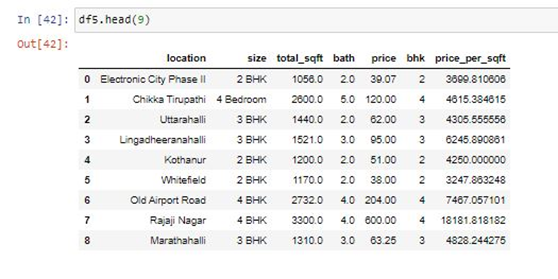 In [42]: df5.head(9)
Out[42]:
location size total_sqft bath price bhk price_per_sqft
0 Electronic City Phase II 2 BHK 1056.0 2.0 39.07 2 3699.810606
1 Chikka Tirupathi 4 Bedroom 2600.0 5.0 120.00 4 4615.384615
2 Uttarahalli 3 BHK 1440.0 2.0 62.00 3 4305.555556
3 Lingadheeranahalli 3 BHK 1521.0 3.0 95.00 3 6245.890861
4 Kothanur 2 BHK 1200.0 2.0 51.00 2 4250.000000
5 Whitefield 2 BHK 1170.0 2.0 38.00 2 3247.863248
6 Old Airport Road 4 BHK 2732.0 4.0 204.00 4 7467.057101
7 Rajaji Nagar 4 BHK 3300.0 4.0 600.00 4 18181.818182
8 Marathahalli 3 BHK 1310.0 3.0 63.25 3 4828.244275